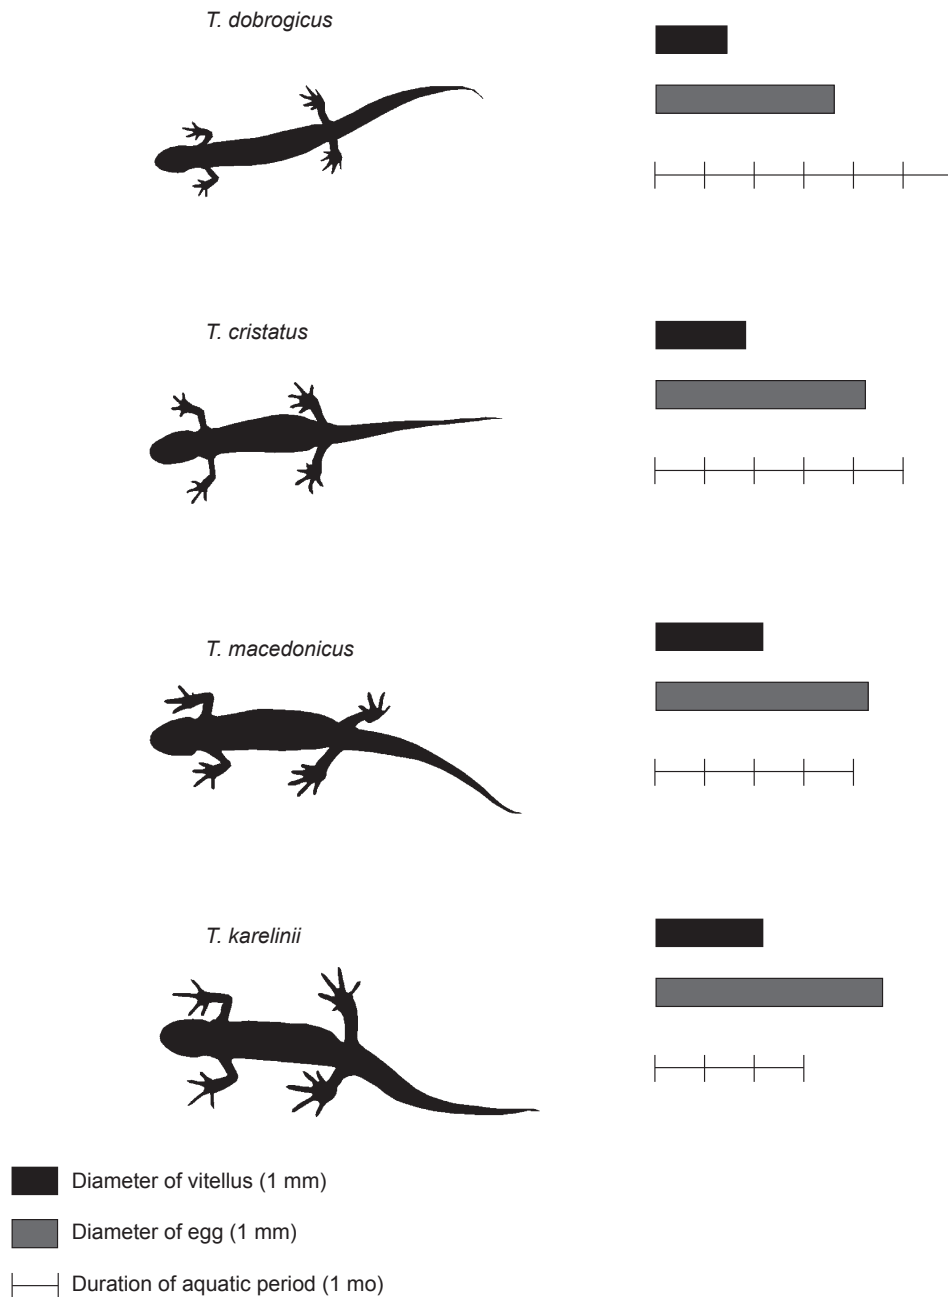 T. dobrogicus
T. cristatus
T. macedonicus
T. karelinii
Diameter of vitellus (1 mm)
Diameter of egg (1 mm)
Duration of aquatic period (1 mo)